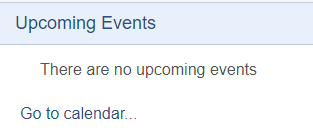 Upcoming Events
There are no upcoming events
Go to calendar...